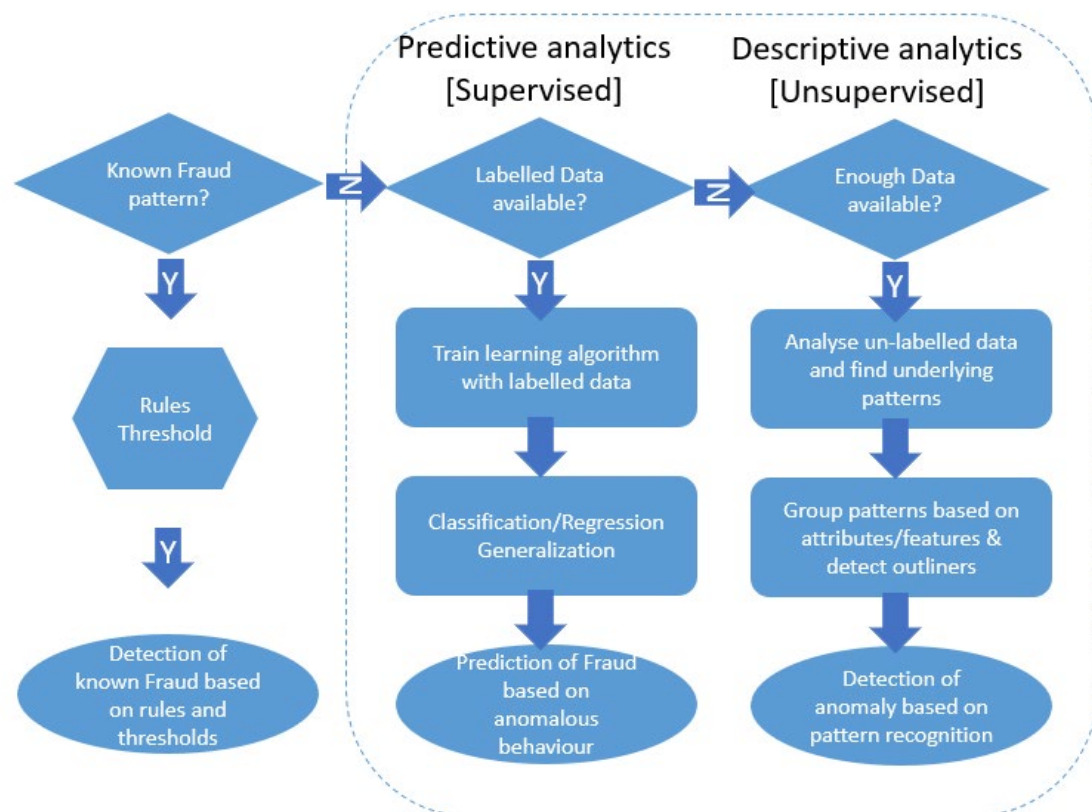 Predictive analytics
[Supervised]
Descriptive analytics
[Unsupervised]
Known Fraud
pattern?
N
Labelled Data
available?
N
Enough Data
available?
Y
Y
Y
Rules
Threshold
Train learning algorithm
with labelled data
Analyse un-labelled data
and find underlying
patterns
Y
Classification/Regression
Generalization
Group patterns based on
attributes/features &
detect outliners
Detection of
known Fraud based
on rules and
thresholds
Prediction of Fraud
based on
anomalous
behaviour
Detection of
anomaly based on
pattern recognition